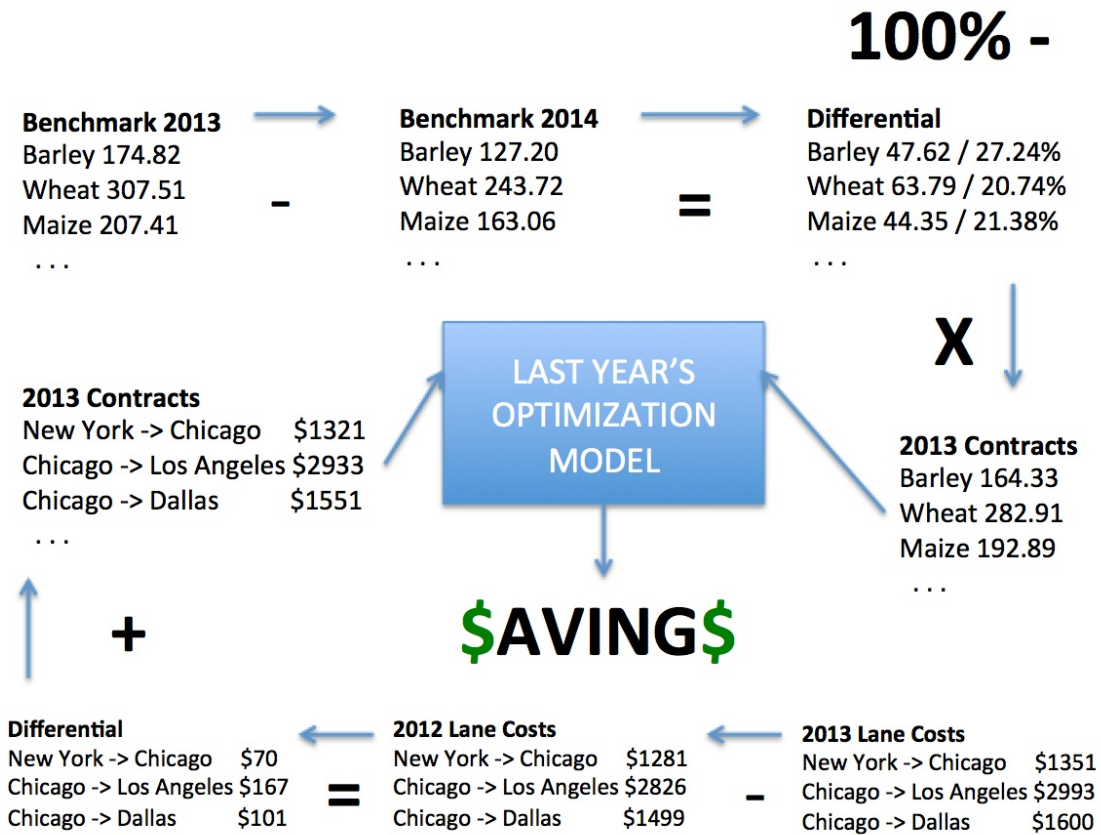 100% -
Benchmark 2013
Barley 174.82
Wheat 307.51
Maize 207.41
. . .
-
Benchmark 2014
Barley 127.20
Wheat 243.72
Maize 163.06
. . .
=
Differential
Barley 47.62 / 27.24%
Wheat 63.79 / 20.74%
Maize 44.35 / 21.38%
. . .
X
2013 Contracts
New York -> Chicago $1321
Chicago -> Los Angeles $2933
Chicago -> Dallas $1551
. . .
LAST YEAR'S
OPTIMIZATION
MODEL
2013 Contracts
Barley 164.33
Wheat 282.91
Maize 192.89
. . .
+
$AVING$
Differential
New York -> Chicago $70
Chicago -> Los Angeles $167
Chicago -> Dallas $101
=
2012 Lane Costs
New York -> Chicago $1281
Chicago -> Los Angeles $2826
Chicago -> Dallas $1499
-
2013 Lane Costs
New York -> Chicago $1351
Chicago -> Los Angeles $2993
Chicago -> Dallas $1600